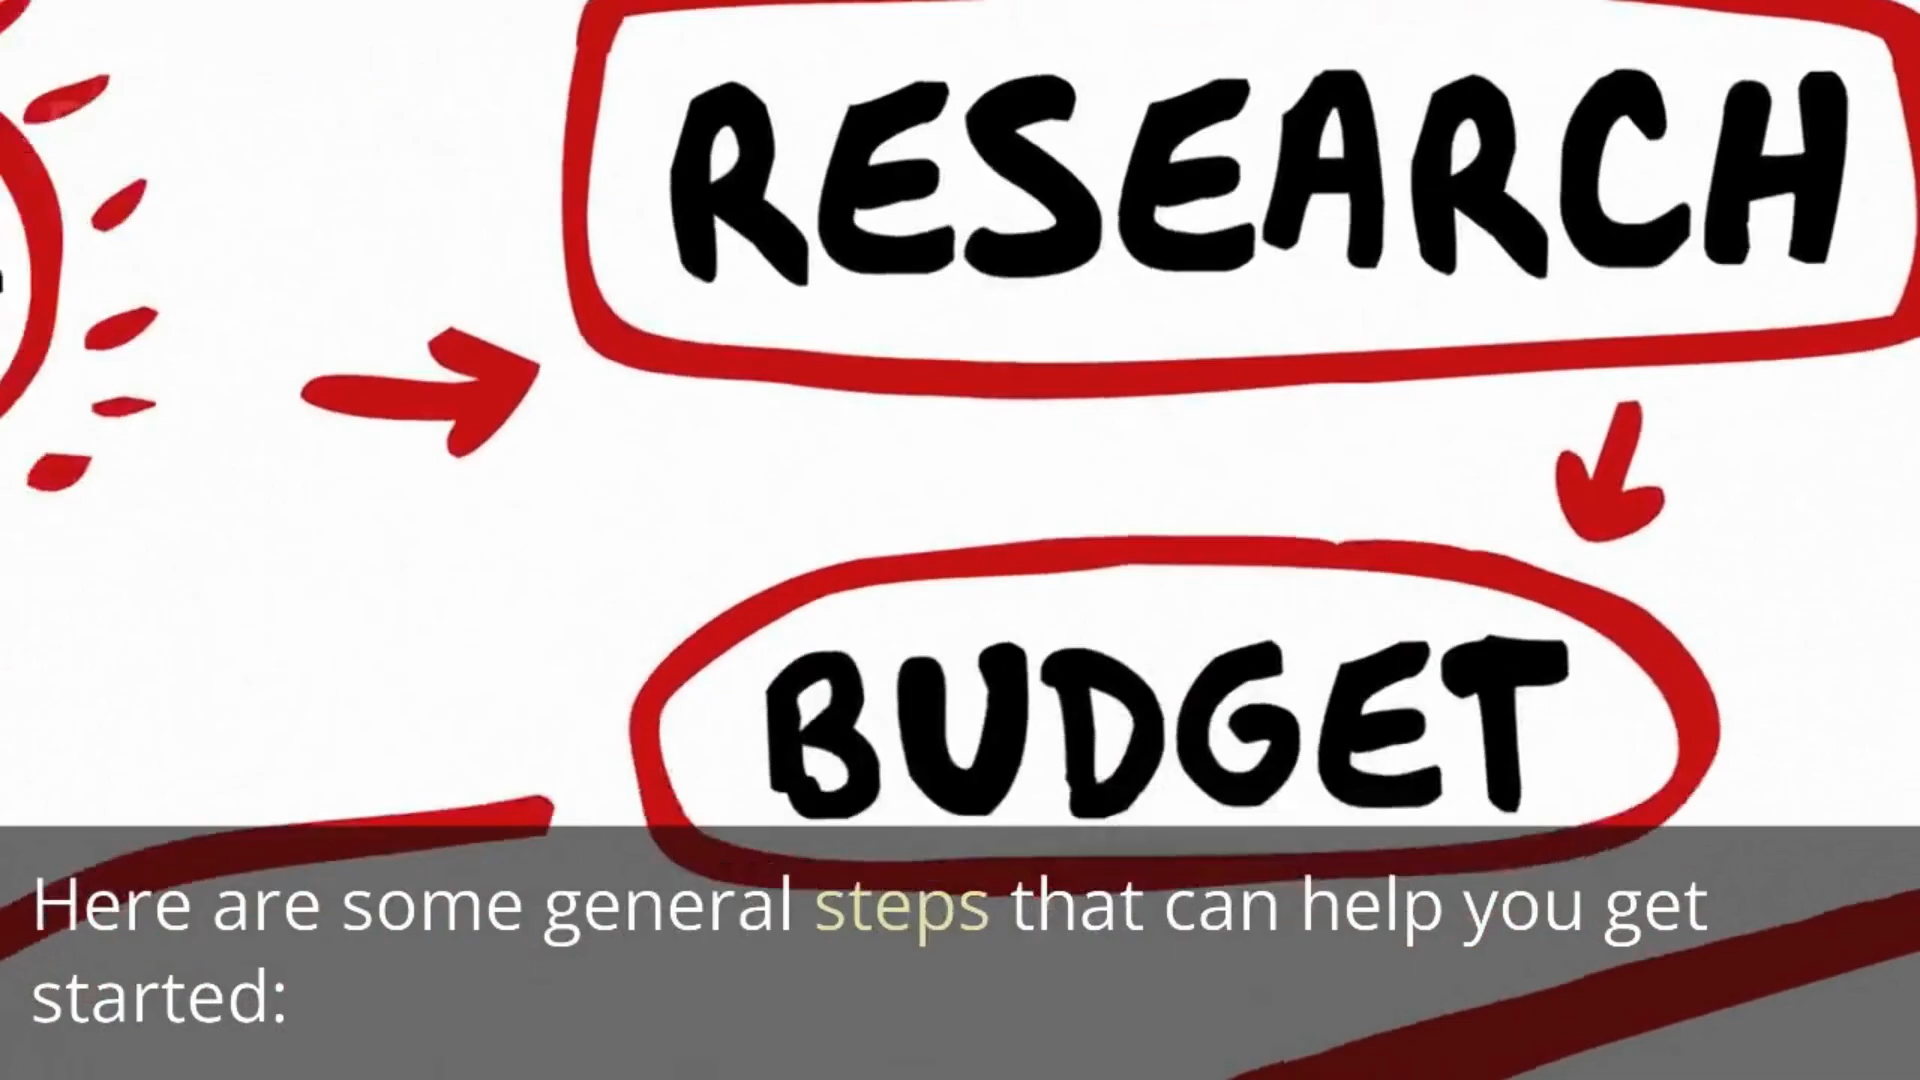 RESEARCH
BUDGET
Here are some general steps that can help you get
started: